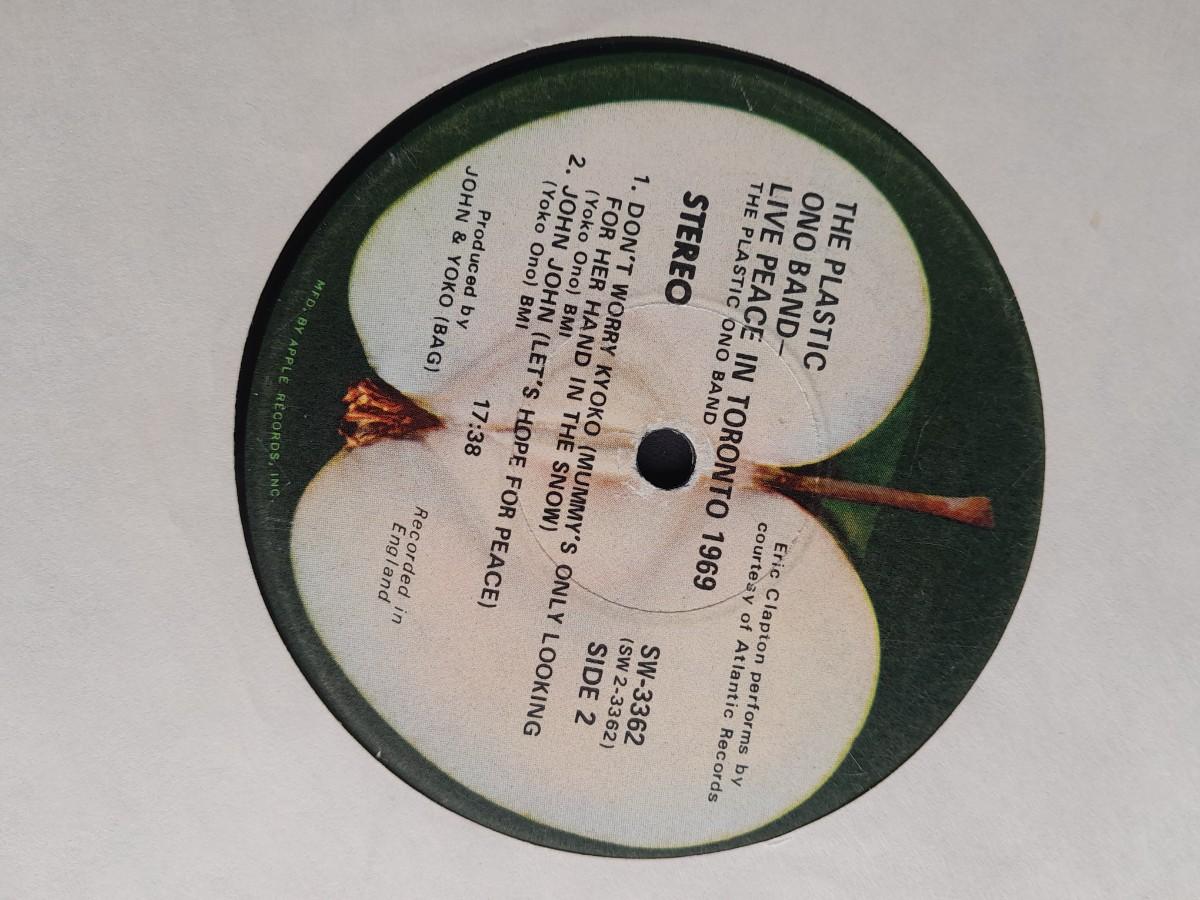 THE PLASTIC
ONO BAND–
LIVE PEACE IN TORONTO 1969
THE PLASTIC ONO BAND
Eric Clapton performs by
courtesy of Atlantic Records
STEREO
SW-3362
(SW 2-3362)
SIDE 2
1. DON'T WORRY KYOKO (MUMMY'S ONLY LOOKING
FOR HER HAND IN THE SNOW)
(Yoko Ono) BMI
2. JOHN JOHN (LET'S HOPE FOR PEACE)
(Yoko Ono) BMI
17:38
Produced by
JOHN & YOKO (BAG)
Recorded in
England
MFD. BY APPLE RECORDS, INC.